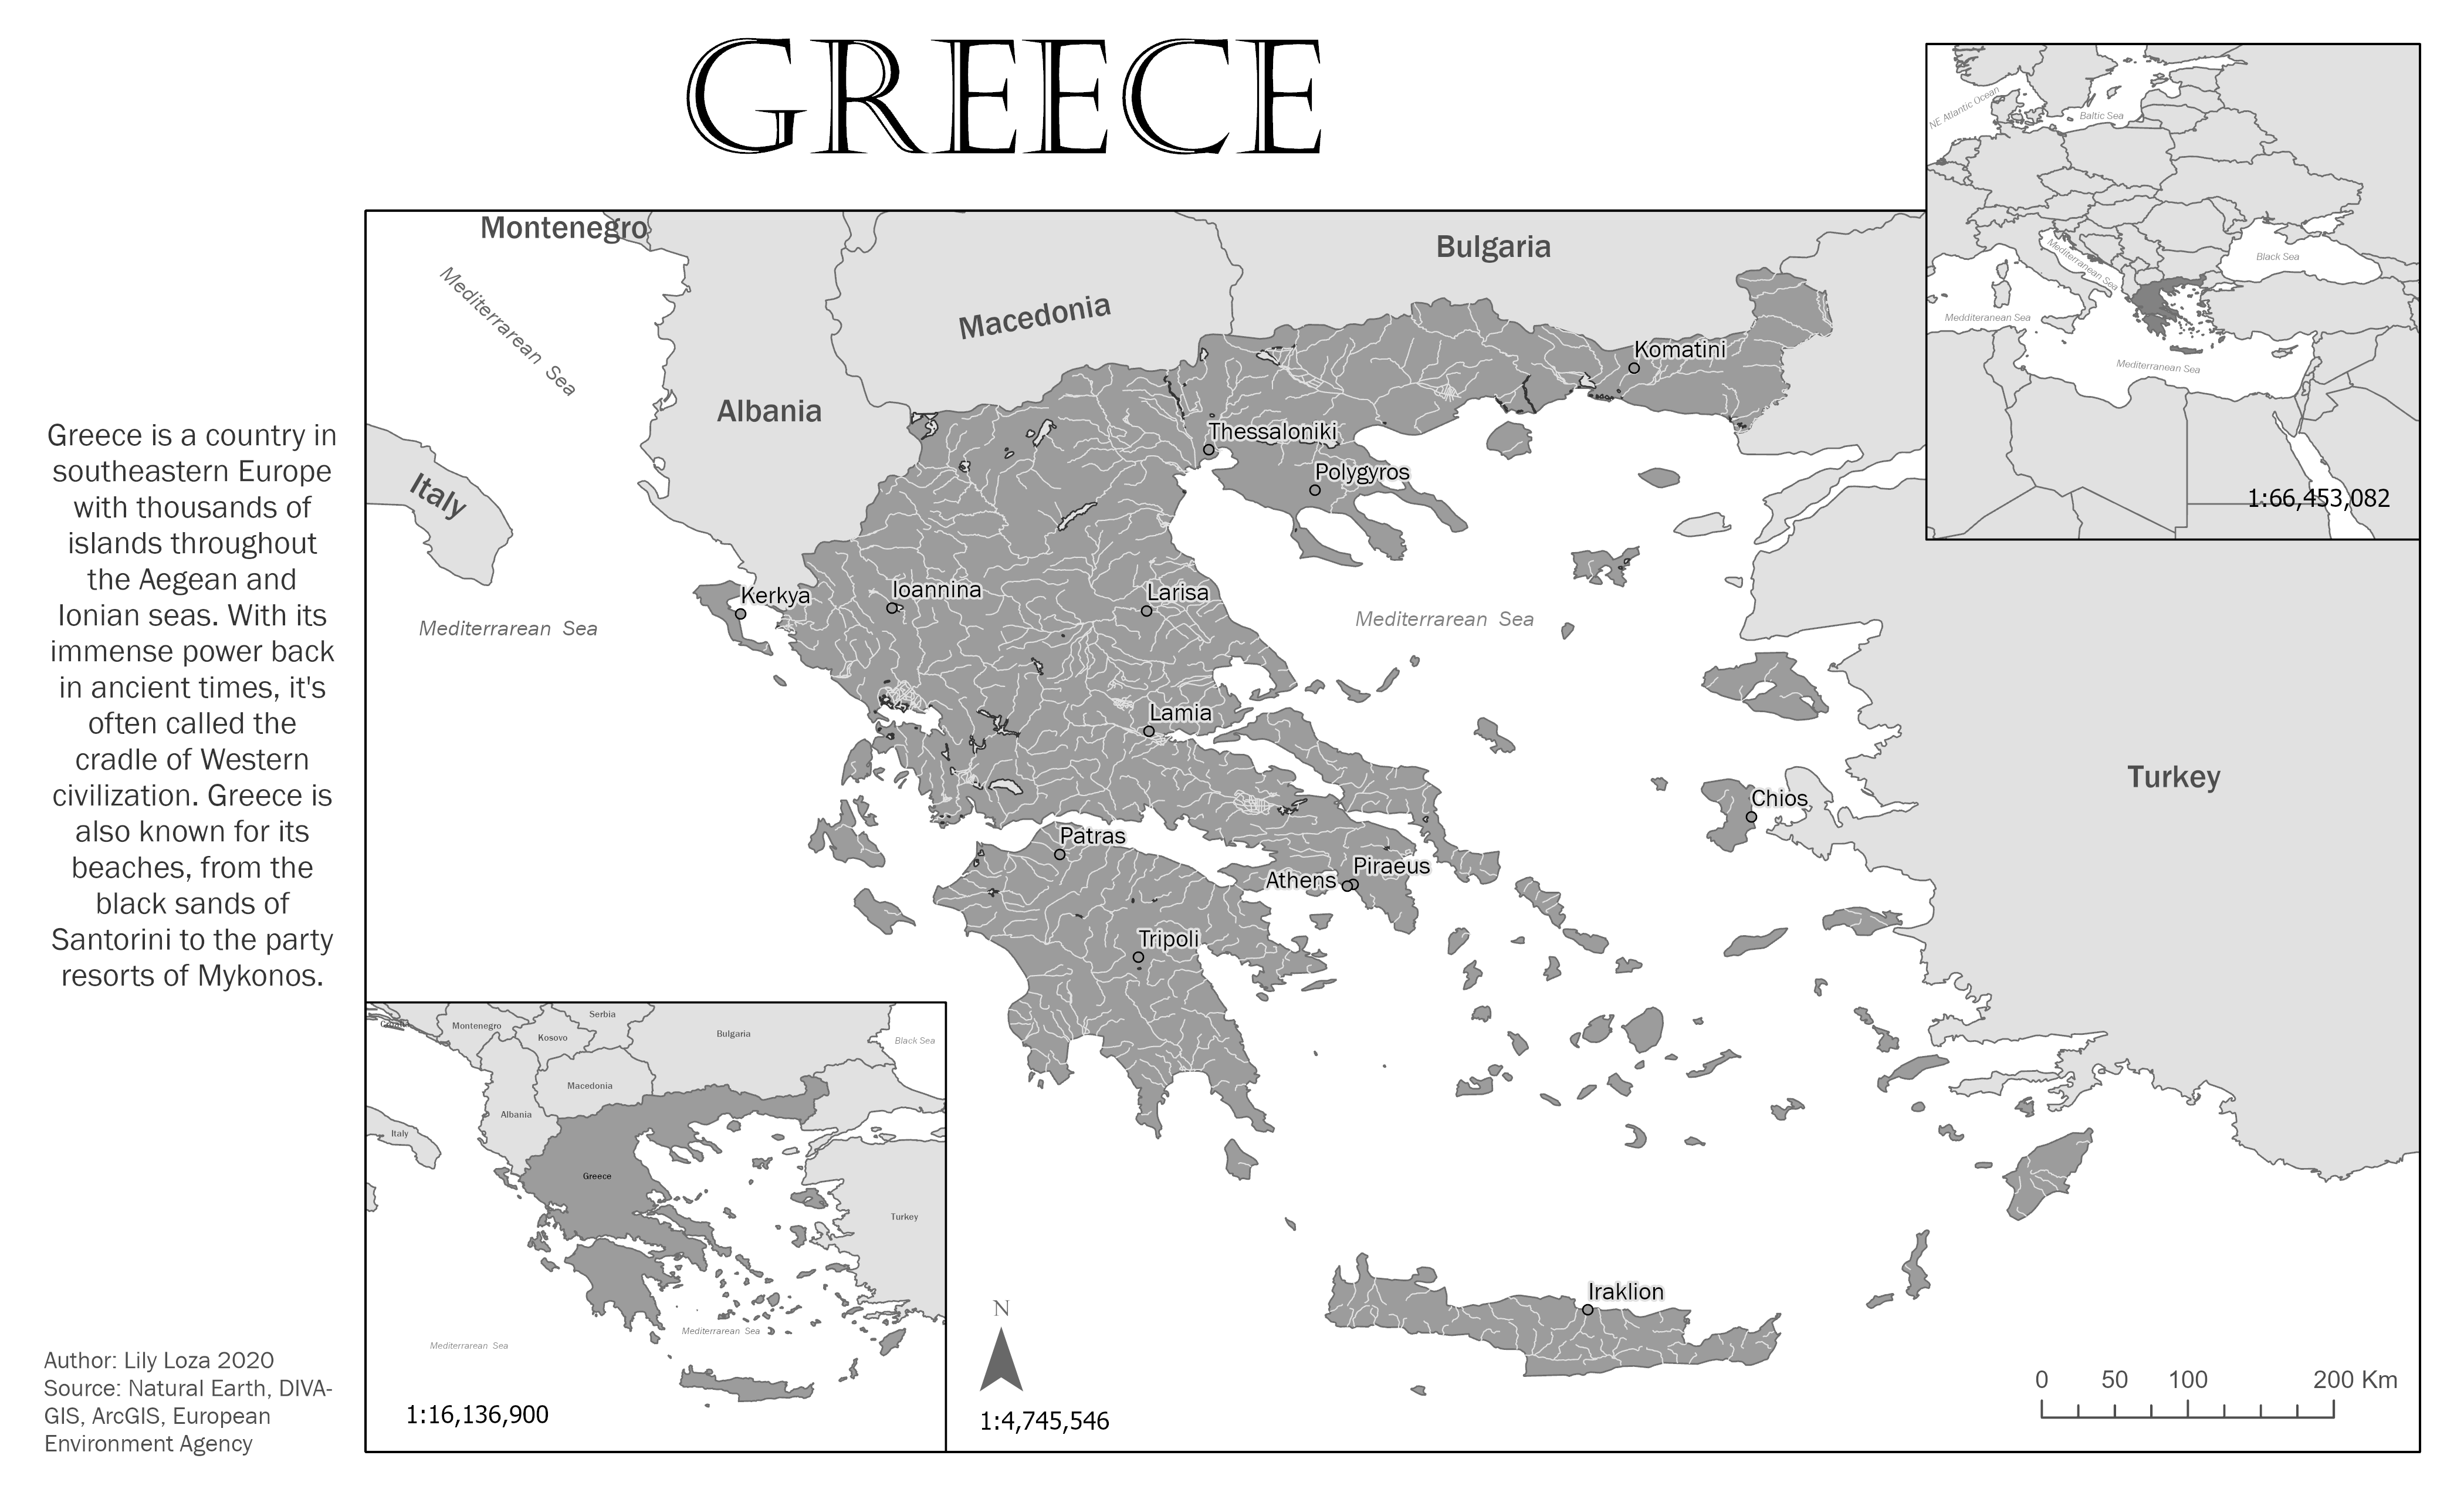 GREECE
Greece is a country in
southeastern Europe
with thousands of
islands throughout
the Aegean and
Ionian seas. With its
immense power back
in ancient times, it's
often called the
cradle of Western
civilization. Greece is
also known for its
beaches, from the
black sands of
Santorini to the party
resorts of Mykonos.
Author: Lily Loza 2020
Source: Natural Earth, DIVA-
GIS, ArcGIS, European
Environment Agency
Montenegro
Mediterrarean Sea
Macedonia
Bulgaria
Albania
Italy
Komatini
Thessaloniki
Polygyros
Kerkya
Ioannina
Larisa
Mediterrarean Sea
Mediterrarean Sea
Lamia
Turkey
Chios
Patras
Piraeus
Athens
Tripoli
Iraklion
N
1:4,745,546
0 50 100 200 Km
NE Atlantic Ocean
Baltic Sea
Mediterranean Sea
Black Sea
Medditeranean Sea
Mediterranean Sea
1:66,453,082
Montenegro
Serbia
Kosovo
Bulgaria
Black Sea
Macedonia
Albania
Italy
Greece
Turkey
Mediterrarean Sea
Mediterrarean Sea
1:16,136,900